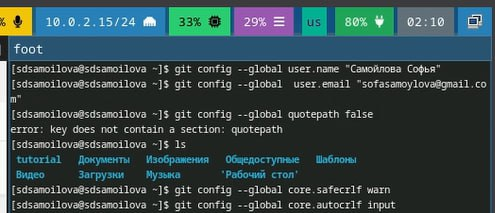 % 10.0.2.15/24 33% 29% us 80% 02:10
foot
[sdsamoilova@sdsamoilova ~]$ git config --global user.name "Самойлова Софья"
[sdsamoilova@sdsamoilova ~]$ git config --global  user.email "sofasamoylova@gmail.co
m"
[sdsamoilova@sdsamoilova ~]$ git config --global quotepath false
error: key does not contain a section: quotepath
[sdsamoilova@sdsamoilova ~]$ ls
tutorial Документы Изображения Общедоступные Шаблоны
Видео Загрузки Музыка 'Рабочий стол'
[sdsamoilova@sdsamoilova ~]$ git config --global core.safecrlf warn
[sdsamoilova@sdsamoilova ~]$ git config --global core.autocrlf input